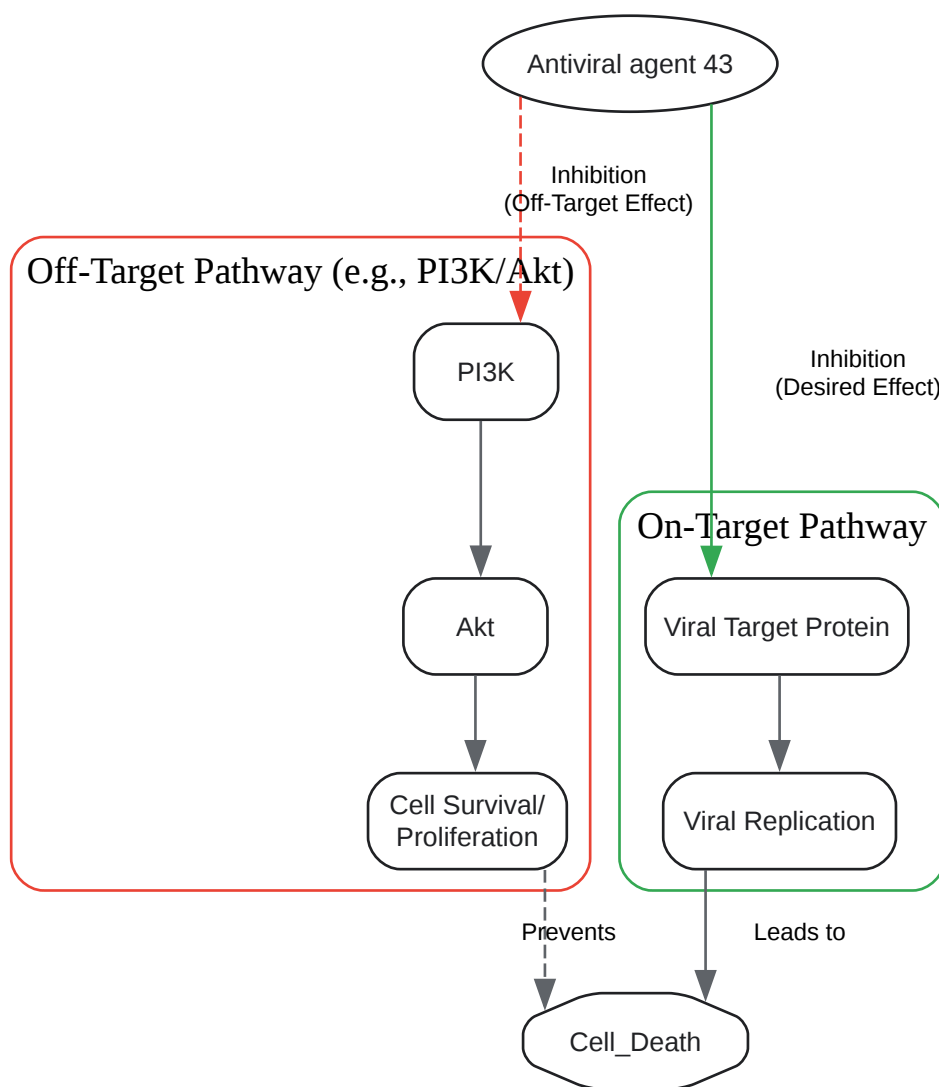 Antiviral agent 43
Inhibition
(Off-Target Effect)
Off-Target Pathway (e.g., PI3K/Akt)
PI3K
Inhibition
(Desired Effect)
On-Target Pathway
Akt
Viral Target Protein
Cell Survival/
Proliferation
Viral Replication
Prevents
Leads to
Cell_Death